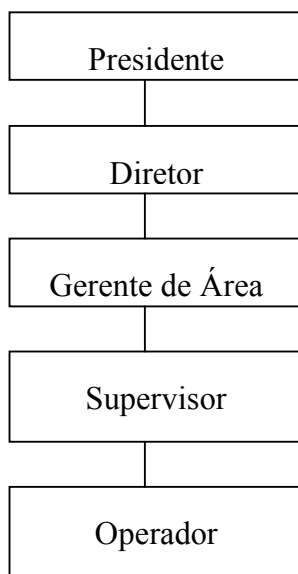 Presidente
Diretor
Gerente de Área
Supervisor
Operador